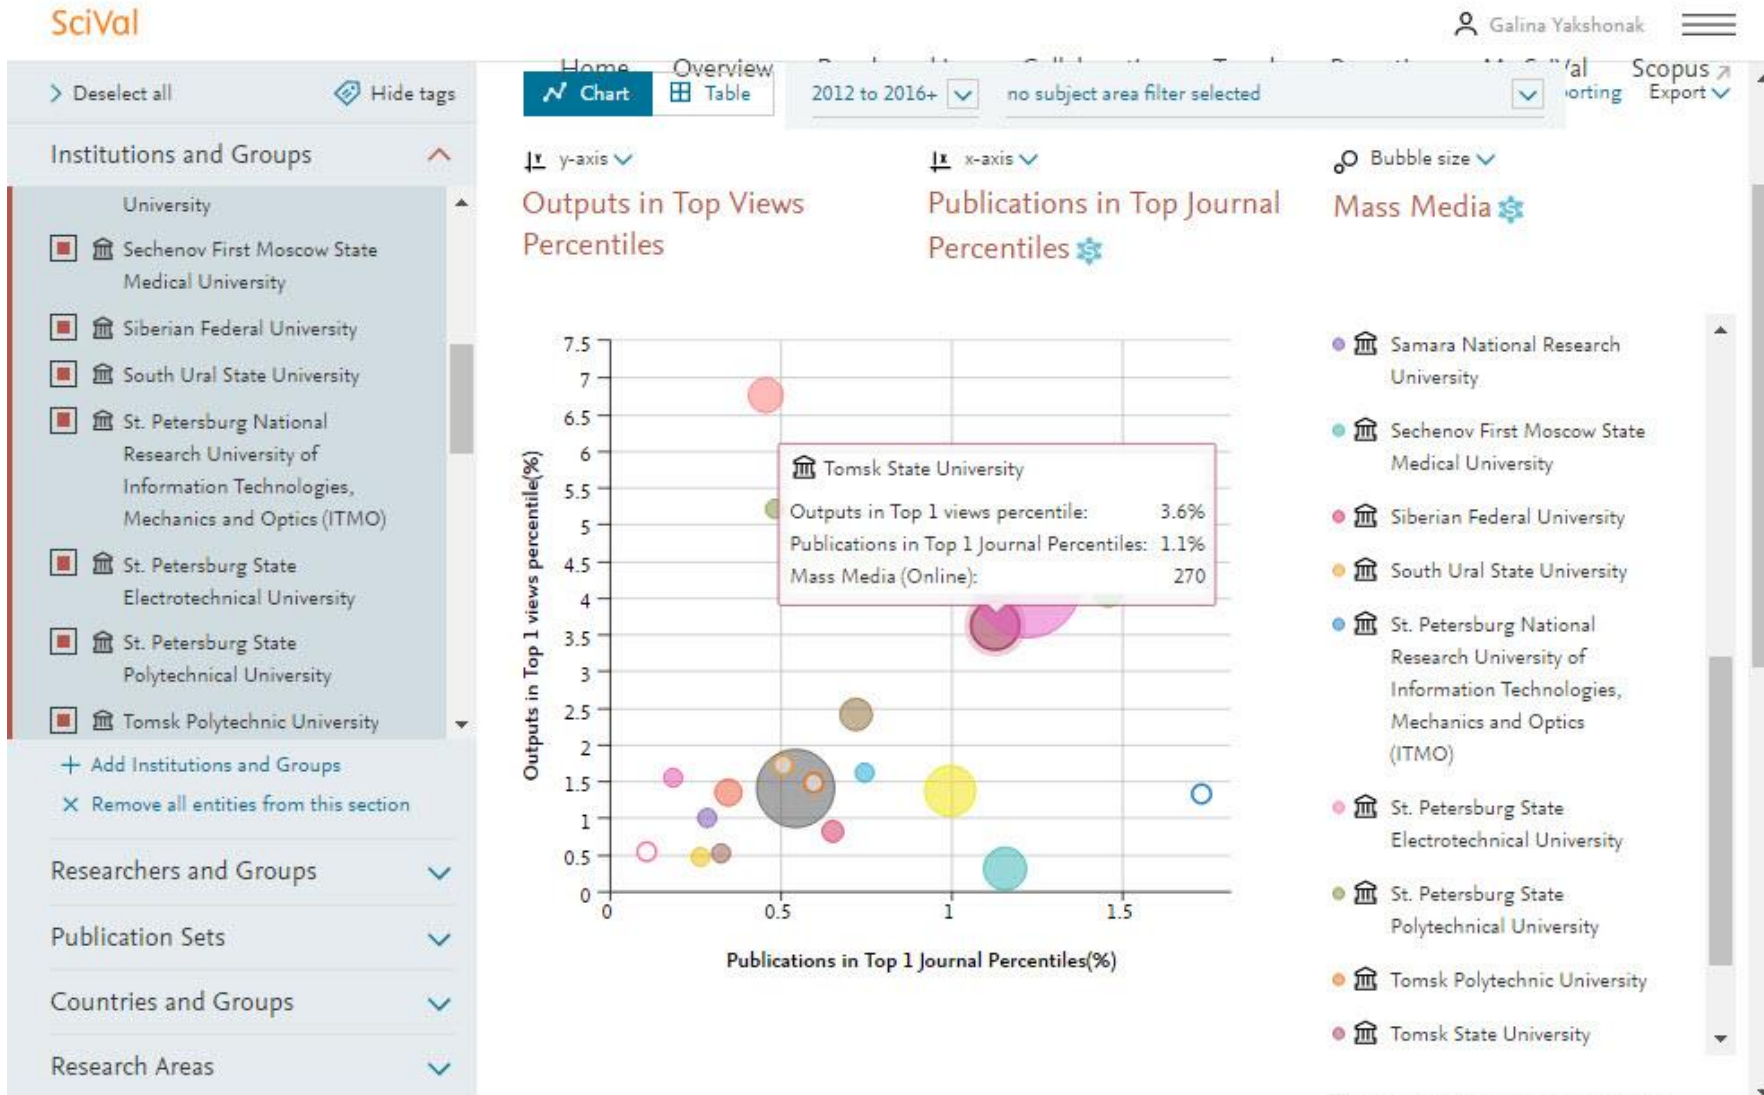 SciVal
Galina Yakshonak
Home
Overview
Scopus
Deselect all
Hide tags
Chart
Table
2012 to 2016+
no subject area filter selected
Export
Institutions and Groups
University
Sechenov First Moscow State
Medical University
Siberian Federal University
South Ural State University
St. Petersburg National
Research University of
Information Technologies,
Mechanics and Optics (ITMO)
St. Petersburg State
Electrotechnical University
St. Petersburg State
Polytechnical University
Tomsk Polytechnic University
Add Institutions and Groups
Remove all entities from this section
Researchers and Groups
Publication Sets
Countries and Groups
Research Areas
y-axis
Outputs in Top Views
Percentiles
x-axis
Publications in Top Journal
Percentiles
Bubble size
Mass Media
7.5
7
6.5
6
5.5
5
4.5
4
3.5
3
2.5
2
1.5
1
0.5
0
Outputs in Top 1 views percentile(%)
Tomsk State University
Outputs in Top 1 views percentile: 3.6%
Publications in Top 1 Journal Percentiles: 1.1%
Mass Media (Online): 270
0 0.5 1 1.5
Publications in Top 1 Journal Percentiles(%)
Samara National Research
University
Sechenov First Moscow State
Medical University
Siberian Federal University
South Ural State University
St. Petersburg National
Research University of
Information Technologies,
Mechanics and Optics
(ITMO)
St. Petersburg State
Electrotechnical University
St. Petersburg State
Polytechnical University
Tomsk Polytechnic University
Tomsk State University